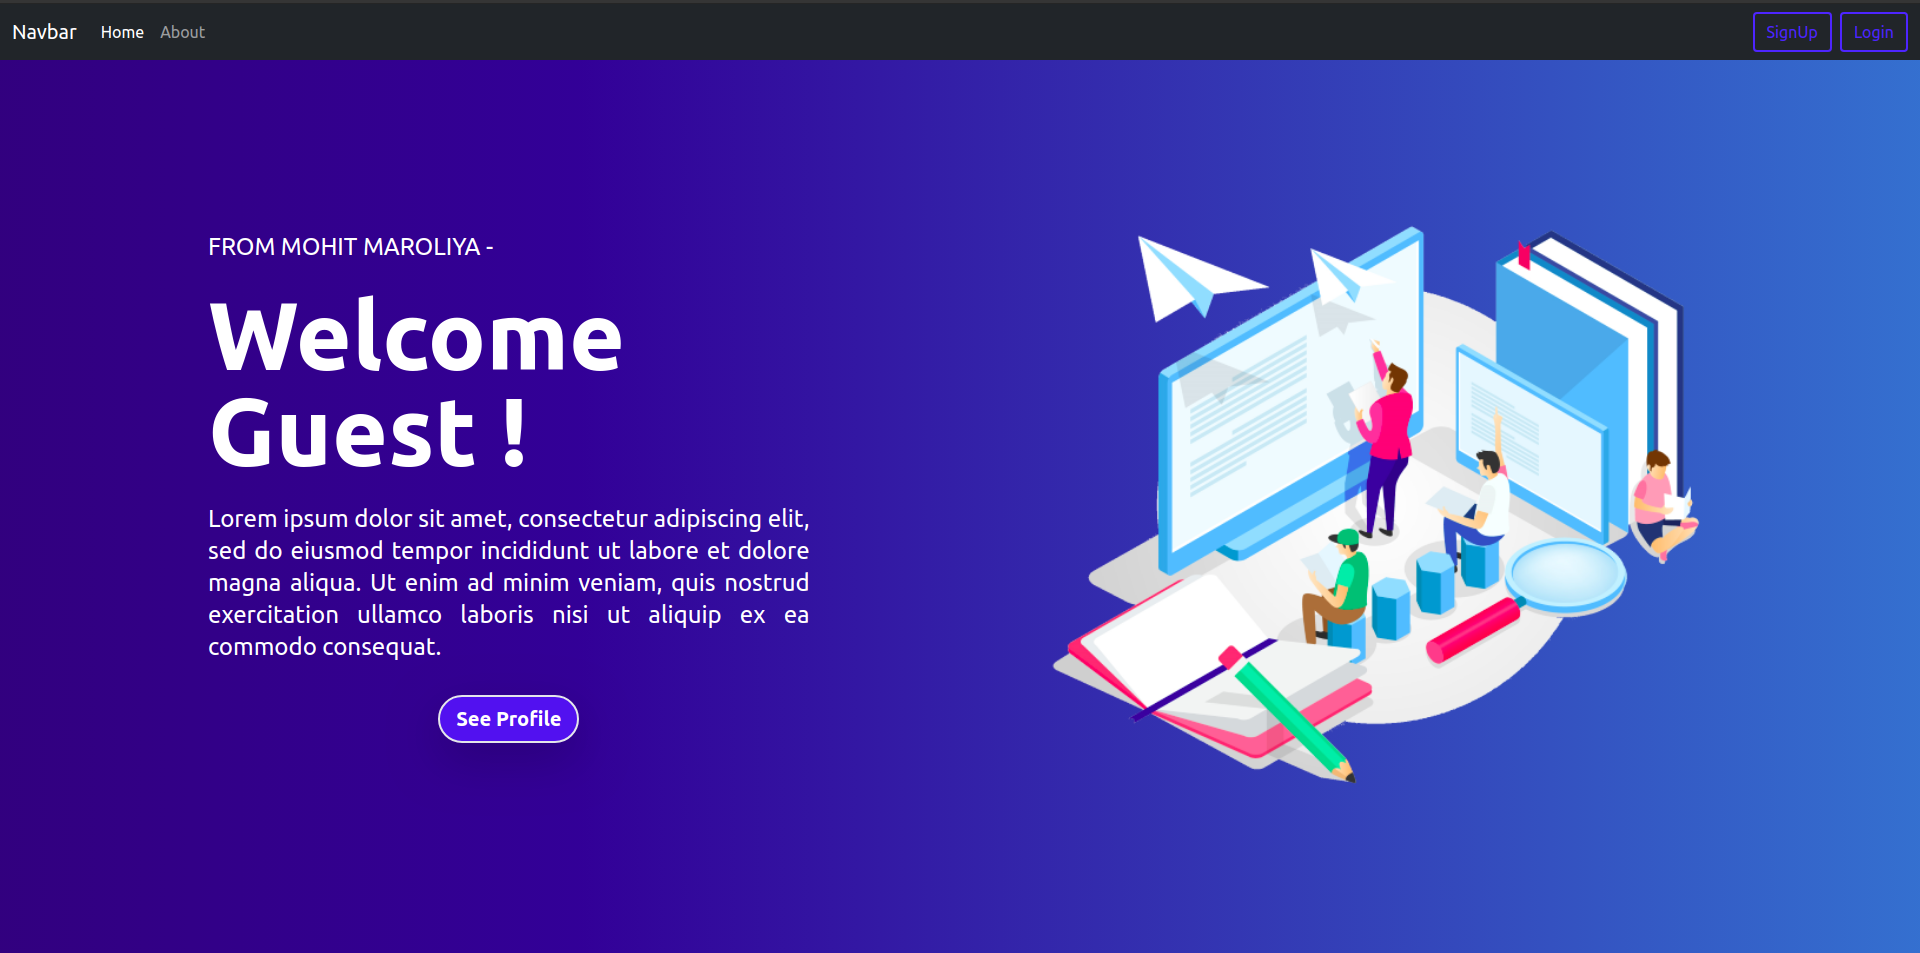 Navbar Home About SignUp Login
FROM MOHIT MAROLIYA -
Welcome
Guest !
Lorem ipsum dolor sit amet, consectetur adipiscing elit,
sed do eiusmod tempor incididunt ut labore et dolore
magna aliqua. Ut enim ad minim veniam, quis nostrud
exercitation ullamco laboris nisi ut aliquip ex ea
commodo consequat.
See Profile